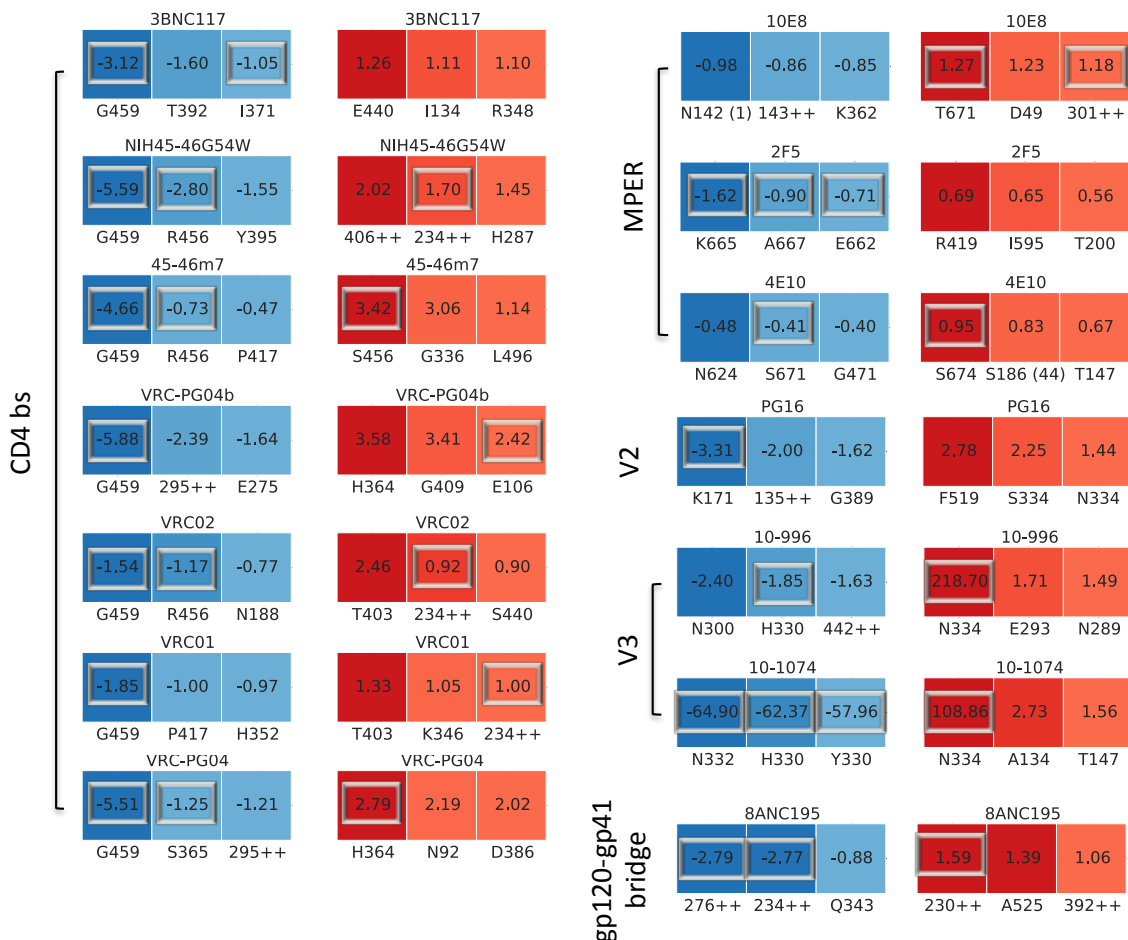 CD4 bs
3BNC117
-3.12 -1.60 -1.05
G459 T392 I371
1.26 1.11 1.10
E440 I134 R348
NIH45-46G54W
-5.59 -2.80 -1.55
G459 R456 Y395
NIH45-46G54W
2.02 1.70 1.45
406++ 234++ H287
45-46m7
-4.66 -0.73 -0.47
G459 R456 P417
45-46m7
3.42 3.06 1.14
S456 G336 L496
VRC-PG04b
-5.88 -2.39 -1.64
G459 295++ E275
VRC-PG04b
3.58 3.41 2.42
H364 G409 E106
VRC02
-1.54 -1.17 -0.77
G459 R456 N188
VRC02
2.46 0.92 0.90
T403 234++ S440
VRC01
-1.85 -1.00 -0.97
G459 P417 H352
VRC01
1.33 1.05 1.00
T403 K346 234++
VRC-PG04
-5.51 -1.25 -1.21
G459 S365 295++
VRC-PG04
2.79 2.19 2.02
H364 N92 D386
MPER
10E8
-0.98 -0.86 -0.85
N142 (1) 143++ K362
10E8
1.27 1.23 1.18
T671 D49 301++
2F5
-1.62 -0.90 -0.71
K665 A667 E662
2F5
0.69 0.65 0.56
R419 I595 T200
4E10
-0.48 -0.41 -0.40
N624 S671 G471
4E10
0.95 0.83 0.67
S674 S186 (44) T147
V2
PG16
-3.31 -2.00 -1.62
K171 135++ G389
PG16
2.78 2.25 1.44
F519 S334 N334
V3
10-996
-2.40 -1.85 -1.63
N300 H330 442++
10-996
218.70 1.71 1.49
N334 E293 N289
10-1074
-64.90 -62.37 -57.96
N332 H330 Y330
10-1074
108.86 2.73 1.56
N334 A134 T147
gp120-gp41
bridge
8ANC195
-2.79 -2.77 -0.88
276++ 234++ Q343
8ANC195
1.59 1.39 1.06
230++ A525 392++